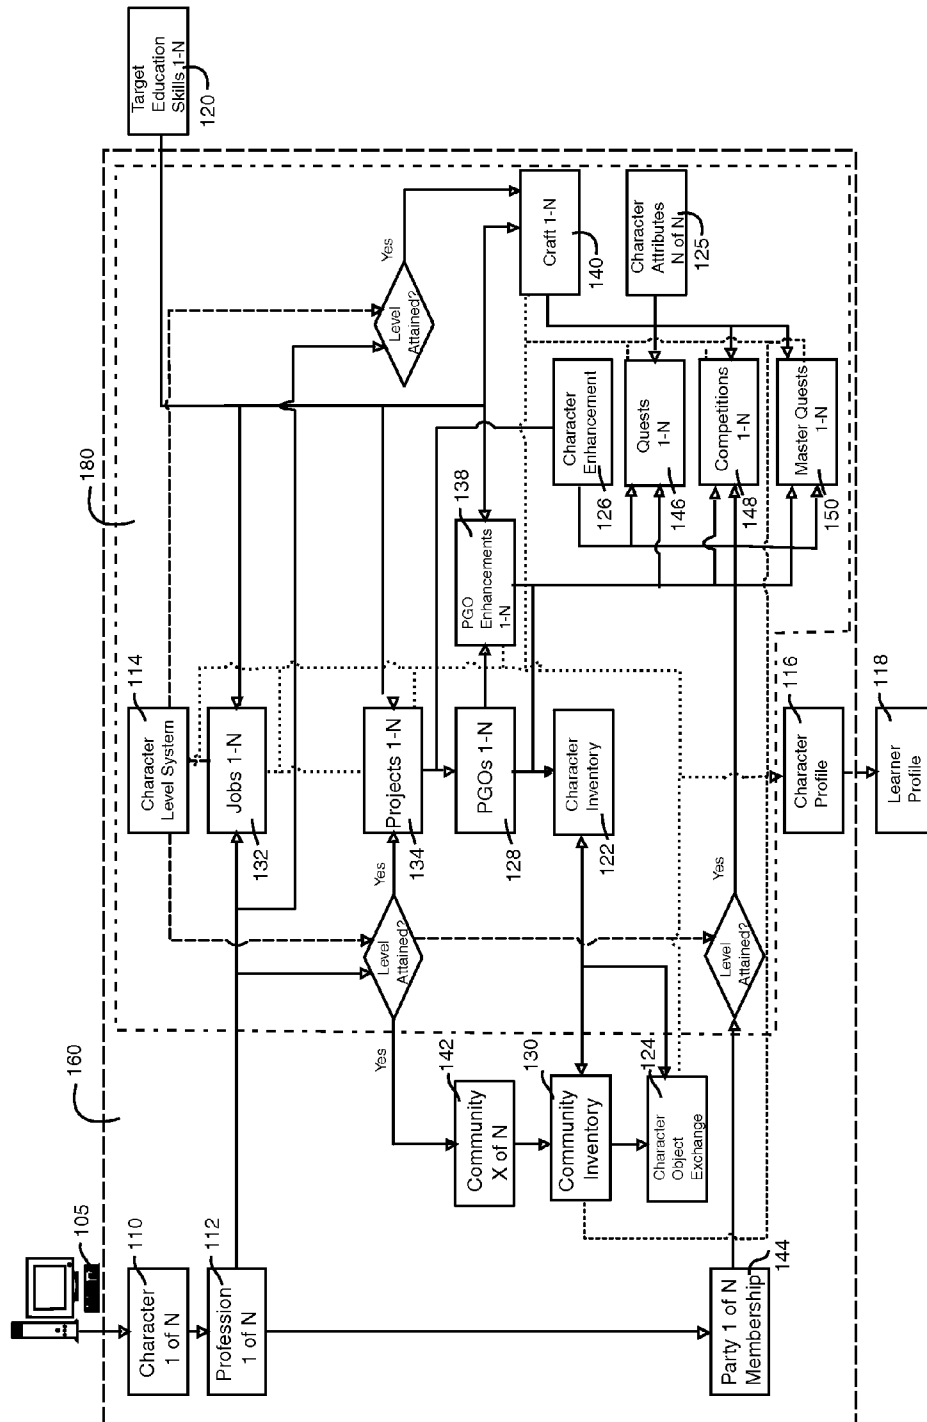 Target
Education
Skills 1-N
120
180
160
105
Character
1 of N
110
Profession
1 of N
112
Character
Level System
114
Jobs 1-N
132
Level
Attained?
Yes
Craft 1-N
140
Character
Attributes
N of N
125
Level
Attained?
Yes
Yes
Projects 1-N
134
PGO
Enhancements
1-N
138
PGOs 1-N
128
Character
Inventory
122
Character
Enhancement
126
Quests
1-N
146
Competitions
1-N
148
Master Quests
1-N
150
Community
X of N
142
Community
Inventory
130
Character
Object
Exchange
124
Party 1 of N
Membership
144
Level
Attained?
Yes
Character
Profile
116
Learner
Profile
118